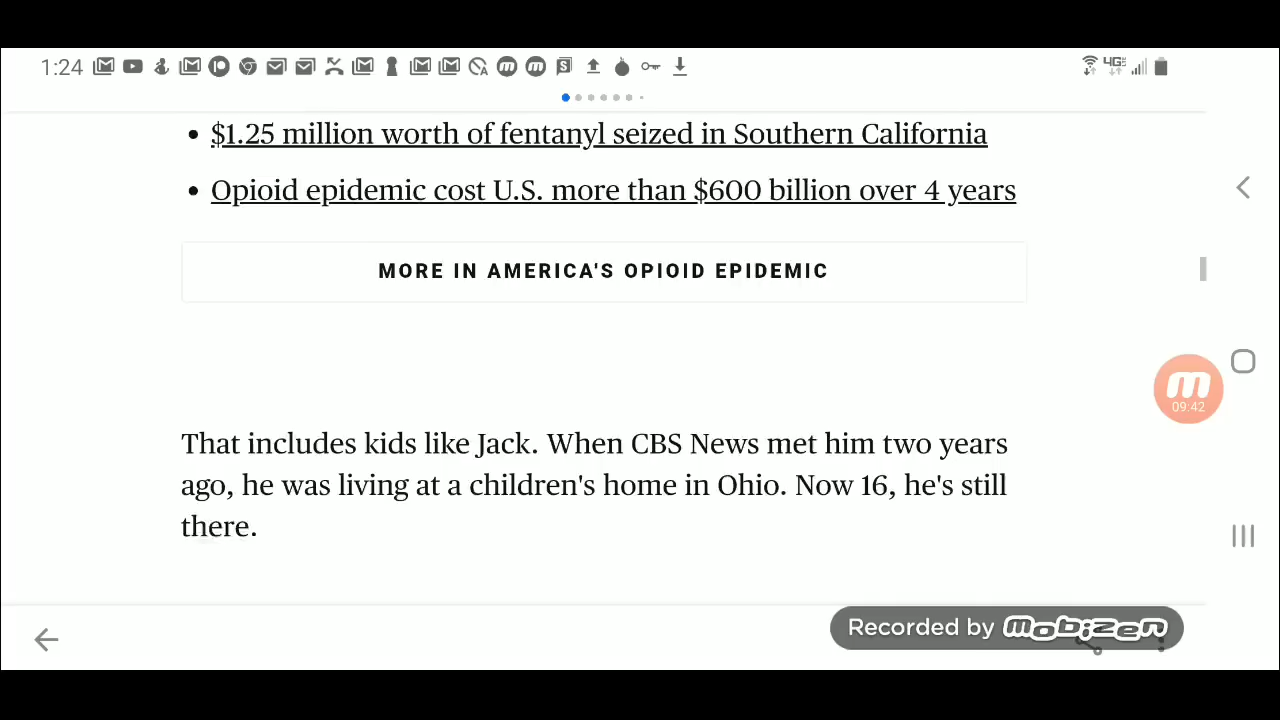 1:24
4G
$1.25 million worth of fentanyl seized in Southern California
Opioid epidemic cost U.S. more than $600 billion over 4 years
MORE IN AMERICA'S OPIOID EPIDEMIC
09:42
That includes kids like Jack. When CBS News met him two years
ago, he was living at a children's home in Ohio. Now 16, he's still
there.
Recorded by mobizen